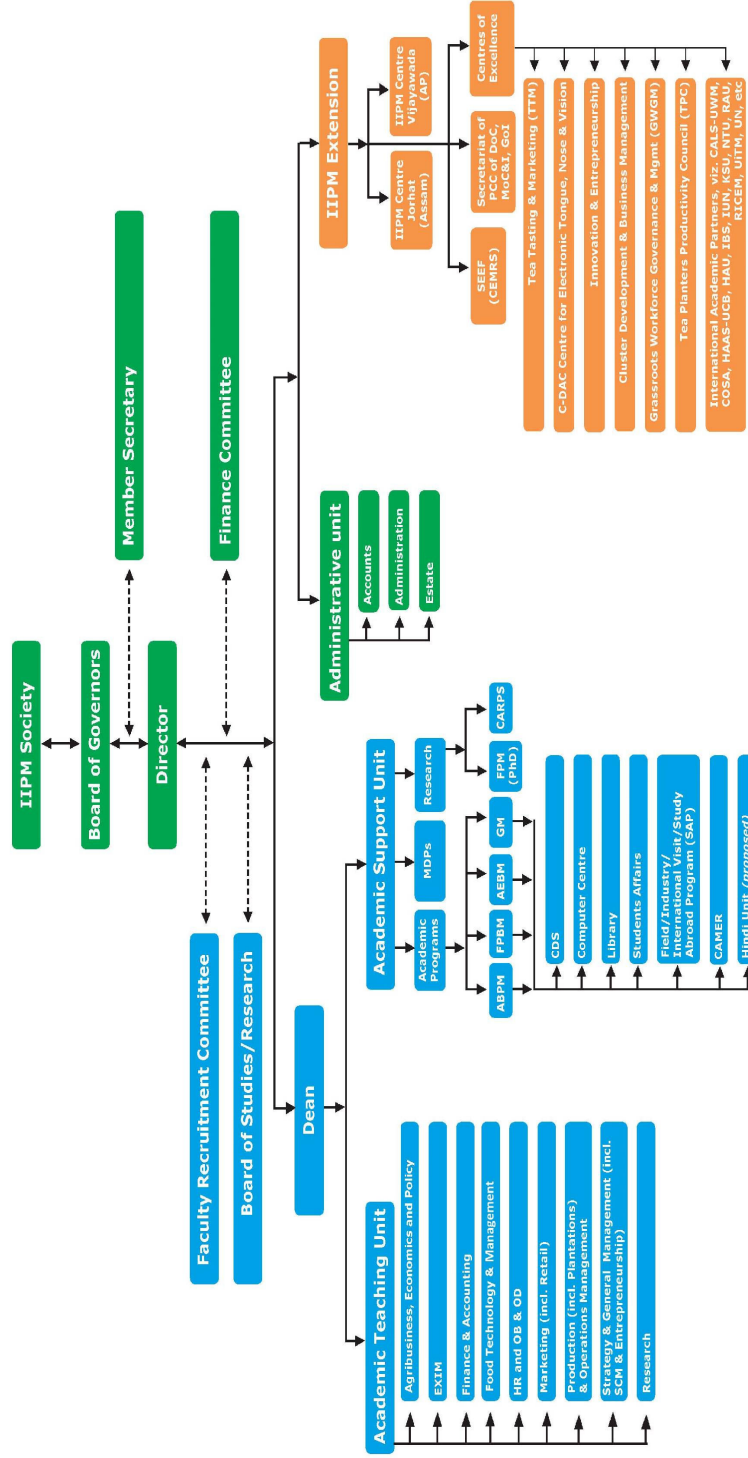 IIPM Society
Board of Governors
Member Secretary
Director
Faculty Recruitment Committee
Finance Committee
Board of Studies/Research
Dean
Academic Teaching Unit
Agribusiness, Economics and Policy
EXIM
Finance & Accounting
Food Technology & Management
HR and OB & OD
Marketing (incl. Retail)
Production (incl. Plantations)
& Operations Management
Strategy & General Management (incl.
SCM & Entrepreneurship)
Research
Academic Support Unit
Academic
Programs
MDPs
Research
ABPM
FPBM
AEBM
GM
FPM
(PhD)
CARPS
CDS
Computer Centre
Library
Students Affairs
Field/Industry/
International Visit/Study
Abroad Program (SAP)
CAMER
Hindi Unit (proposed)
Administrative unit
Accounts
Administration
Estate
IIPM Extension
IIPM Centre
Jorhat
(Assam)
IIPM Centre
Vijayawada
(AP)
SEEF
(CEMRS)
Secretariat of
PCC of DoC,
MoC&I, GoI
Centres of
Excellence
Tea Tasting & Marketing (TTM)
C-DAC Centre for Electronic Tongue, Nose & Vision
Innovation & Entrepreneurship
Cluster Development & Business Management
Grassroots Workforce Governance & Mgmt (GWGM)
Tea Planters Productivity Council (TPC)
International Academic Partners, viz. CALS-UWM,
COSA, HAAS-UCB, HAU, IBS, IUN, KSU, NTU, RAU,
RICEM, UiTM, UN, etc